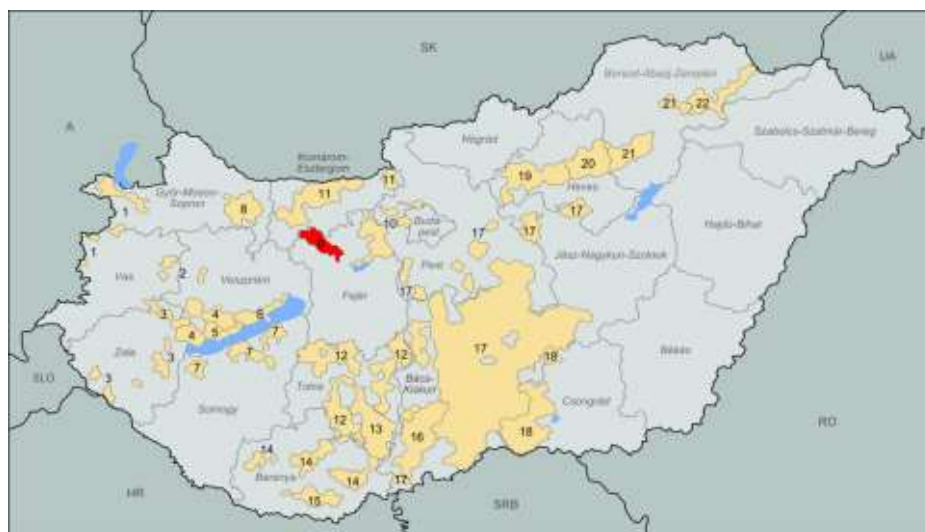 SK
UA
Borsod-Abaúj-Zemplén
21
22
A
Nógrád
Szabolcs-Szatmár-Bereg
Komárom-Esztergom
11
11
19
20
21
Győr-Moson-Sopron
Heves
1
8
17
10
Buda
pest
17
17
Hajdú-Bihar
1
Pest
Jász-Nagykun-Szolnok
Vas
2
Veszprém
Fejér
17
3
4
6
4
5
7
Zala
3
7
7
12
12
17
18
Békés
SLO
3
Tolna
Bács-Kiskun
Somogy
Csongrád
12
13
16
18
RO
14
14
Baranya
14
17
HR
15
SRB